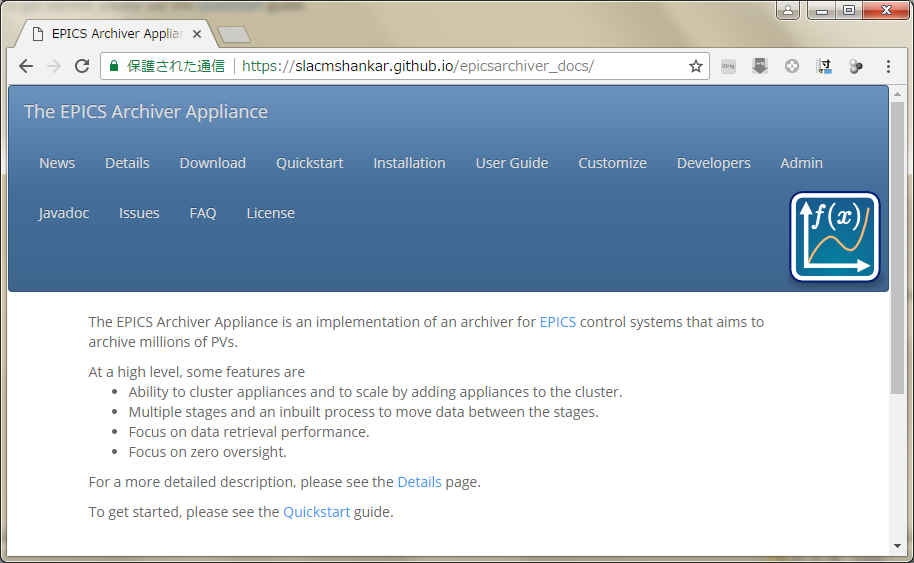 EPICS Archiver Applian
保護された通信
https://slacmshankar.github.io/epicsarchiver_docs/
The EPICS Archiver Appliance
News Details Download Quickstart Installation User Guide Customize Developers Admin
Javadoc Issues FAQ License
f(x)
The EPICS Archiver Appliance is an implementation of an archiver for EPICS control systems that aims to
archive millions of PVs.
At a high level, some features are
• Ability to cluster appliances and to scale by adding appliances to the cluster.
• Multiple stages and an inbuilt process to move data between the stages.
• Focus on data retrieval performance.
• Focus on zero oversight.
For a more detailed description, please see the Details page.
To get started, please see the Quickstart guide.